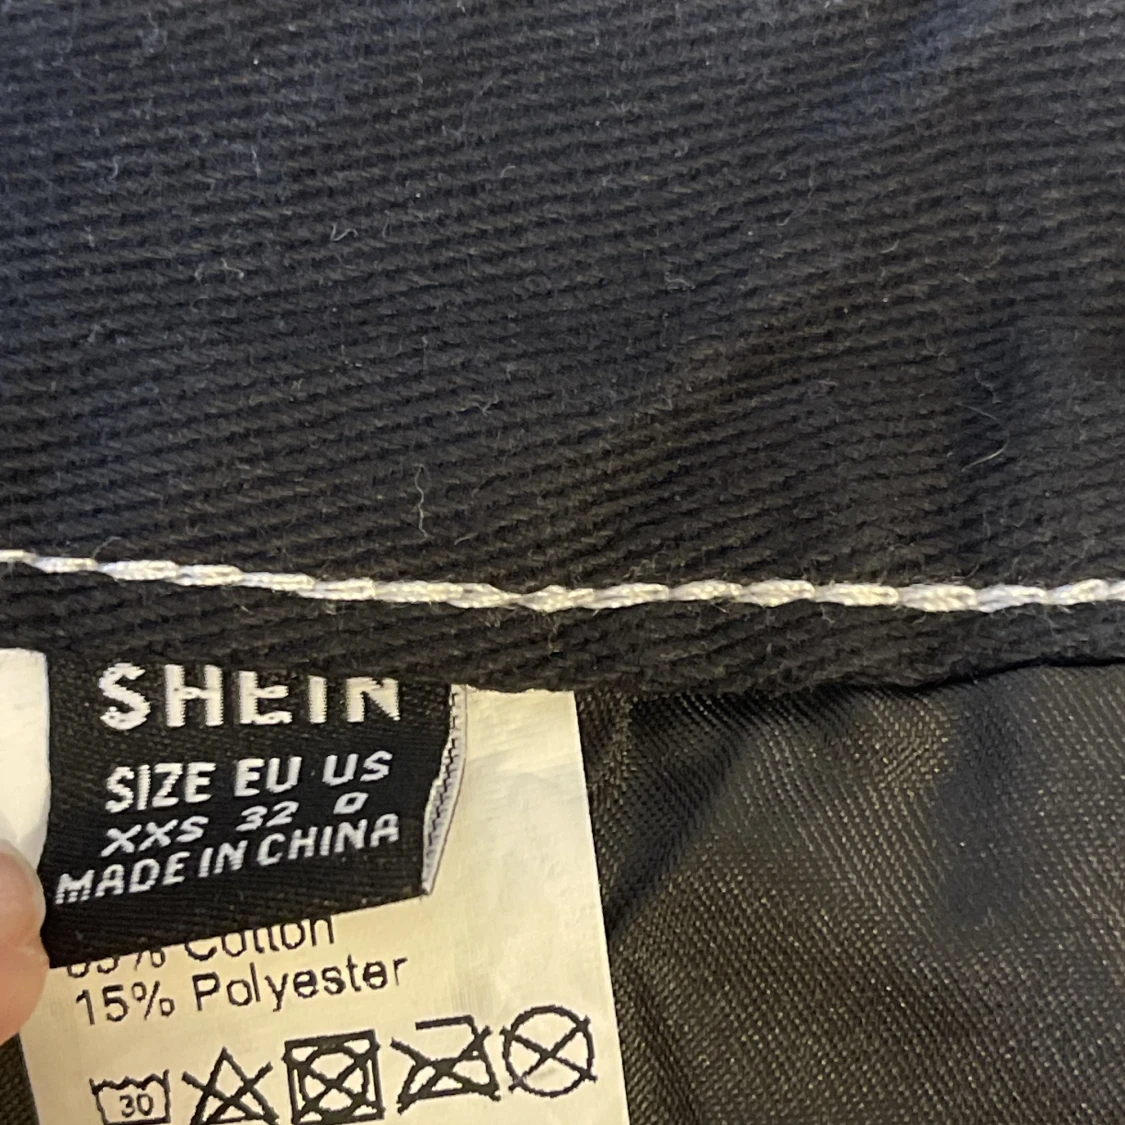 SHEIN
SIZE EU US
XXS 32 0
MADE IN CHINA
Cotton
15% Polyester
30